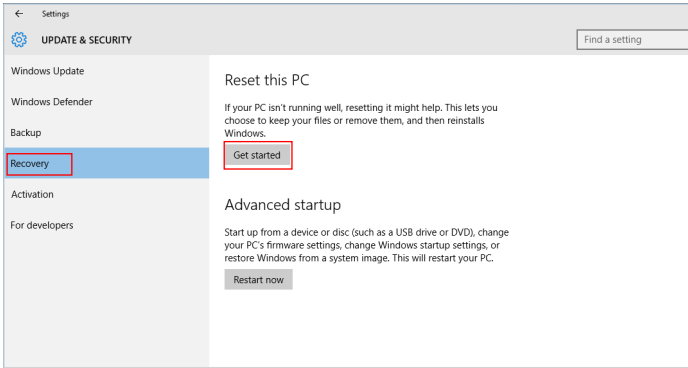 Settings
UPDATE & SECURITY
Find a setting
Windows Update
Windows Defender
Backup
Recovery
Activation
For developers
Reset this PC
If your PC isn't running well, resetting it might help. This lets you
choose to keep your files or remove them, and then reinstalls
Windows.
Get started
Advanced startup
Start up from a device or disc (such as a USB drive or DVD), change
your PC's firmware settings, change Windows startup settings, or
restore Windows from a system image. This will restart your PC.
Restart now